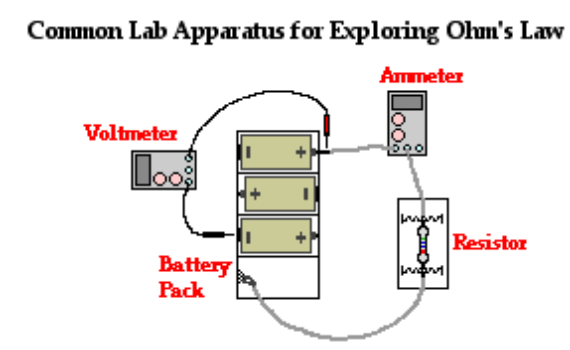 Common Lab Apparatus for Exploring Ohm's Law
Ammeter
Voltmeter
- +
+ -
- +
Resistor
Battery
Pack